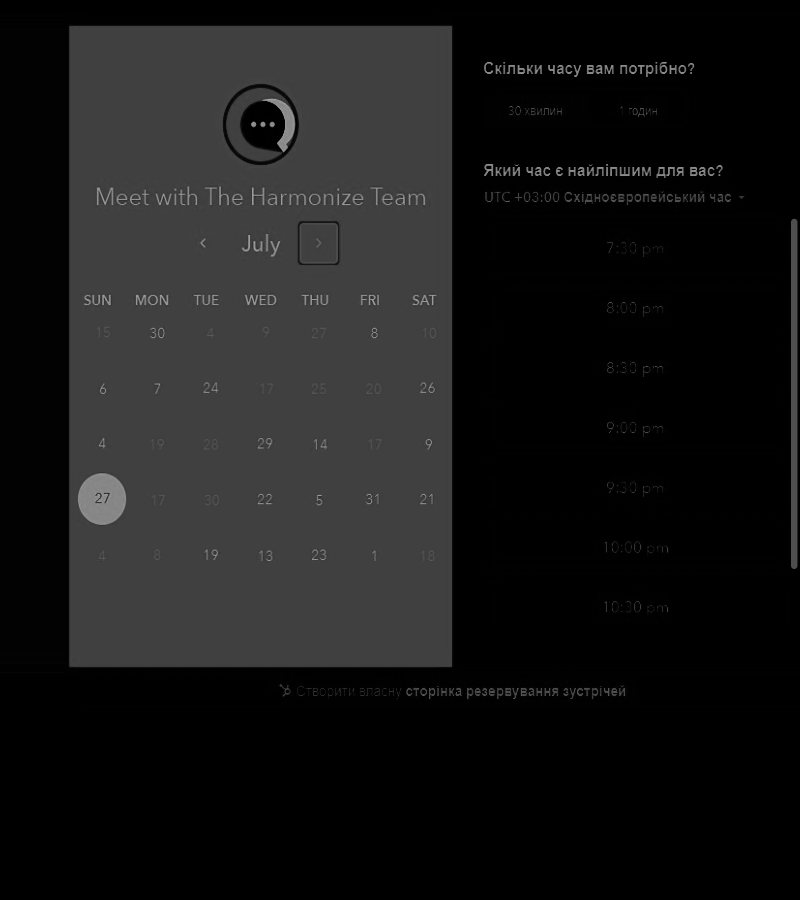 Meet with The Harmonize Team
July
SUN MON TUE WED THU FRI SAT
15 30 4 9 27 8 10
6 7 24 17 25 20 26
4 19 28 29 14 17 9
27 17 30 22 5 31 21
4 8 19 13 23 1 18
Скільки часу вам потрібно?
30 хвилин 1 годин
Який час є найліпшим для вас?
UTC +03:00 Східноєвропейський час
7:30 pm
8:00 pm
8:30 pm
9:00 pm
9:30 pm
10:00 pm
10:30 pm
Створити власну сторінка резервування зустрічей